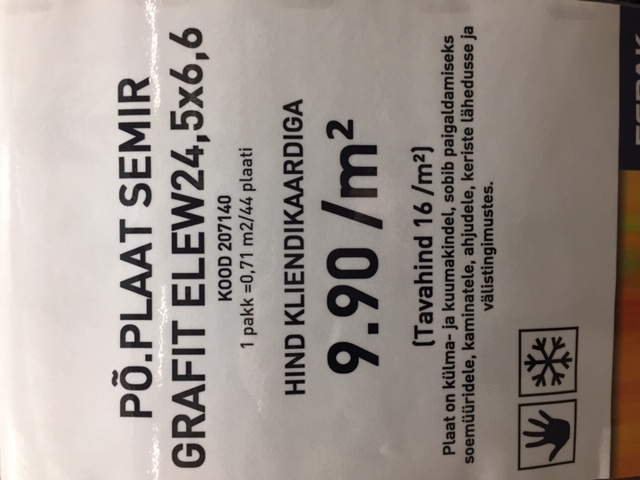 PÕ.PLAAT SEMIR
GRAFIT ELEW24,5x6,6
KOOD 207140
1 pakk =0,71 m2/44 plaati
HIND KLIENDIKAARDIGA
9.90 /m²
(Tavahind 16 /m²)
Plaat on külma- ja kuumakindel, sobib paigaldamiseks
soemüüridele, kaminatele, ahjudele, keriste lähedusse ja
välistingimustes.